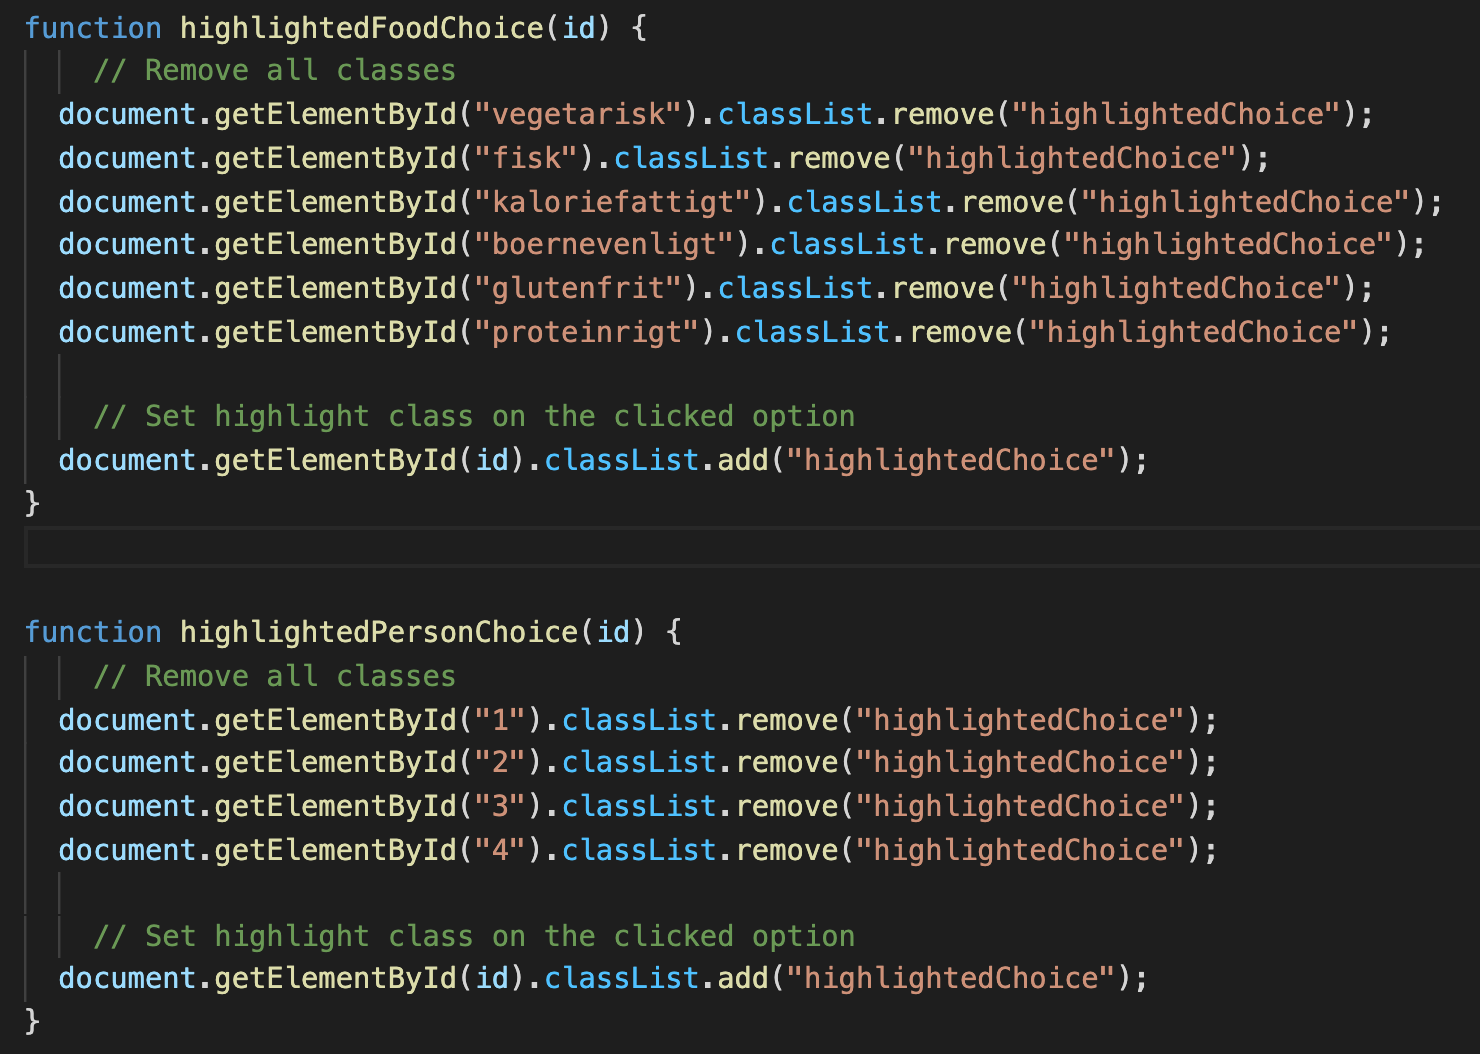 function highlightedFoodChoice(id) {
// Remove all classes
document.getElementById("vegetarisk").classList.remove("highlightedChoice");
document.getElementById("fisk").classList.remove("highlightedChoice");
document.getElementById("kaloriefattigt").classList.remove("highlightedChoice");
document.getElementById("boernevenligt").classList.remove("highlightedChoice");
document.getElementById("glutenfrit").classList.remove("highlightedChoice");
document.getElementById("proteinrigt").classList.remove("highlightedChoice");
// Set highlight class on the clicked option
document.getElementById(id).classList.add("highlightedChoice");
}
function highlightedPersonChoice(id) {
// Remove all classes
document.getElementById("1").classList.remove("highlightedChoice");
document.getElementById("2").classList.remove("highlightedChoice");
document.getElementById("3").classList.remove("highlightedChoice");
document.getElementById("4").classList.remove("highlightedChoice");
// Set highlight class on the clicked option
document.getElementById(id).classList.add("highlightedChoice");
}